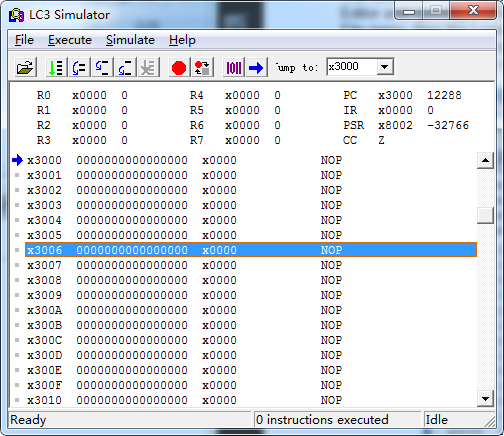 LC3 Simulator
File Execute Simulate Help
Jump to: x3000
R0 x0000 0 R4 x0000 0 PC x3000 12288
R1 x0000 0 R5 x0000 0 IR x0000 0
R2 x0000 0 R6 x0000 0 PSR x8002 -32766
R3 x0000 0 R7 x0000 0 CC Z
x3000 0000000000000000 x0000 NOP
x3001 0000000000000000 x0000 NOP
x3002 0000000000000000 x0000 NOP
x3003 0000000000000000 x0000 NOP
x3004 0000000000000000 x0000 NOP
x3005 0000000000000000 x0000 NOP
x3006 0000000000000000 x0000 NOP
x3007 0000000000000000 x0000 NOP
x3008 0000000000000000 x0000 NOP
x3009 0000000000000000 x0000 NOP
x300A 0000000000000000 x0000 NOP
x300B 0000000000000000 x0000 NOP
x300C 0000000000000000 x0000 NOP
x300D 0000000000000000 x0000 NOP
x300E 0000000000000000 x0000 NOP
x300F 0000000000000000 x0000 NOP
x3010 0000000000000000 x0000 NOP
Ready 0 instructions executed Idle